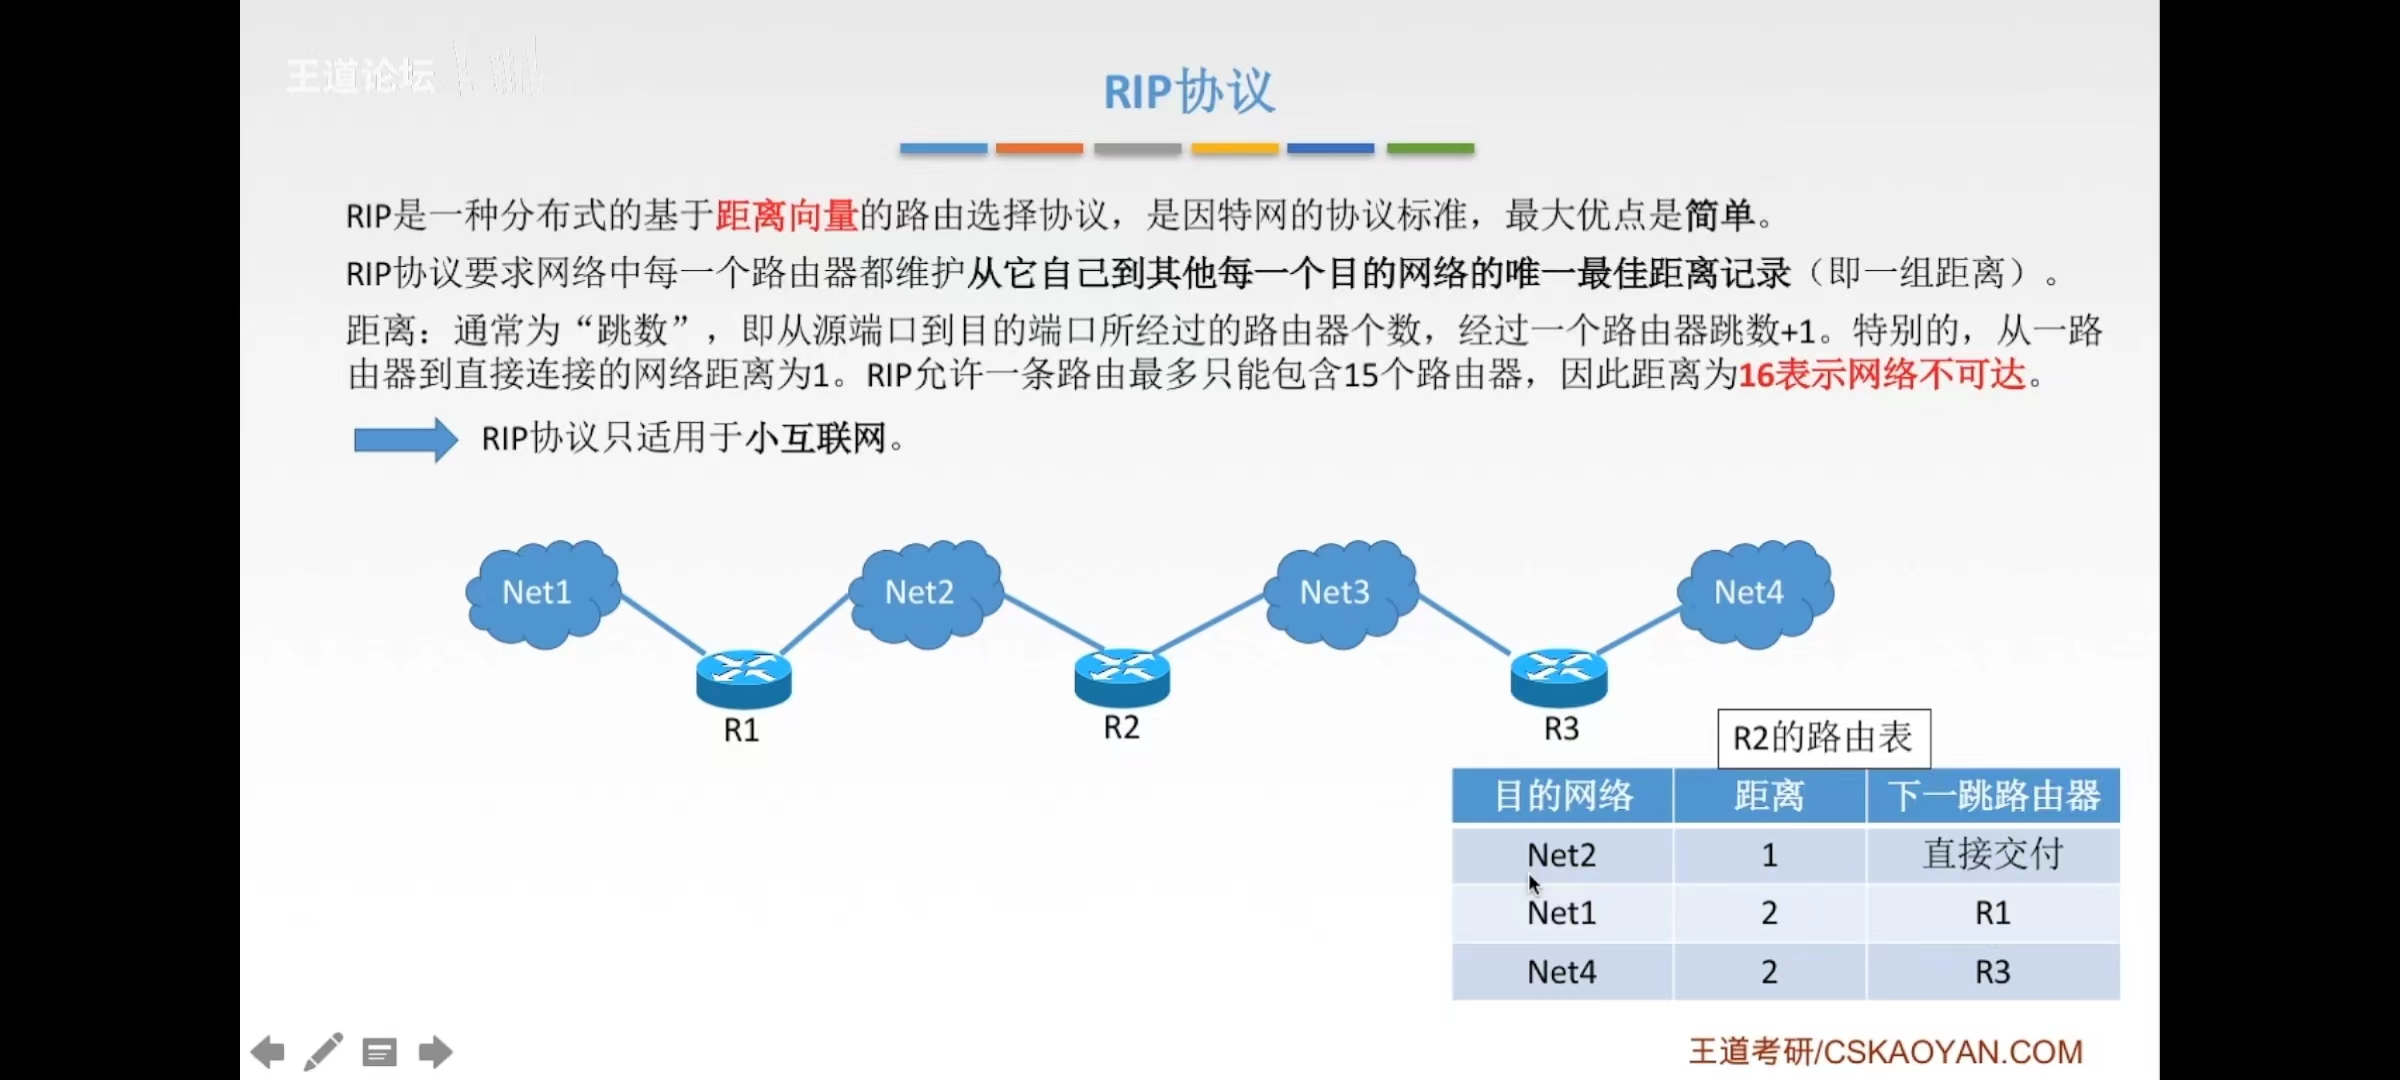 王道论坛
RIP协议
RIP是一种分布式的基于距离向量的路由选择协议，是因特网的协议标准，最大优点是简单。
RIP协议要求网络中每一个路由器都维护从它自己到其他每一个目的网络的唯一最佳距离记录（即一组距离）。
距离：通常为“跳数”，即从源端口到目的端口所经过的路由器个数，经过一个路由器跳数+1。特别的，从一路
由器到直接连接的网络距离为1。RIP允许一条路由最多只能包含15个路由器，因此距离为16表示网络不可达。
RIP协议只适用于小互联网。
Net1 Net2 Net3 Net4
R1 R2 R3
R2的路由表
目的网络 距离 下一跳路由器
Net2 1 直接交付
Net1 2 R1
Net4 2 R3
王道考研/CSKAOYAN.COM